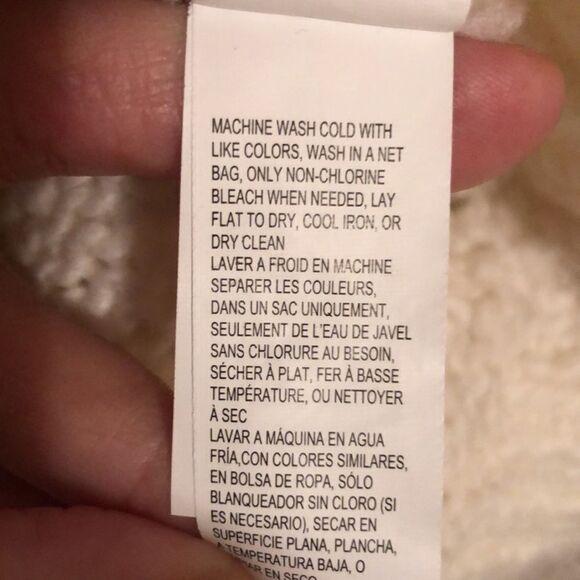 MACHINE WASH COLD WITH
LIKE COLORS, WASH IN A NET
BAG, ONLY NON-CHLORINE
BLEACH WHEN NEEDED, LAY
FLAT TO DRY, COOL IRON, OR
DRY CLEAN
LAVER A FROID EN MACHINE
SEPARER LES COULEURS,
DANS UN SAC UNIQUEMENT,
SEULEMENT DE L'EAU DE JAVEL
SANS CHLORURE AU BESOIN,
SÉCHER À PLAT, FER À BASSE
TEMPÉRATURE, OU NETTOYER
À SEC
LAVAR A MÁQUINA EN AGUA
FRÍA,CON COLORES SIMILARES,
EN BOLSA DE ROPA, SÓLO
BLANQUEADOR SIN CLORO (SI
ES NECESARIO), SECAR EN
SUPERFICIE PLANA, PLANCHA,
TEMPERATURA BAJA, O
EN SECO